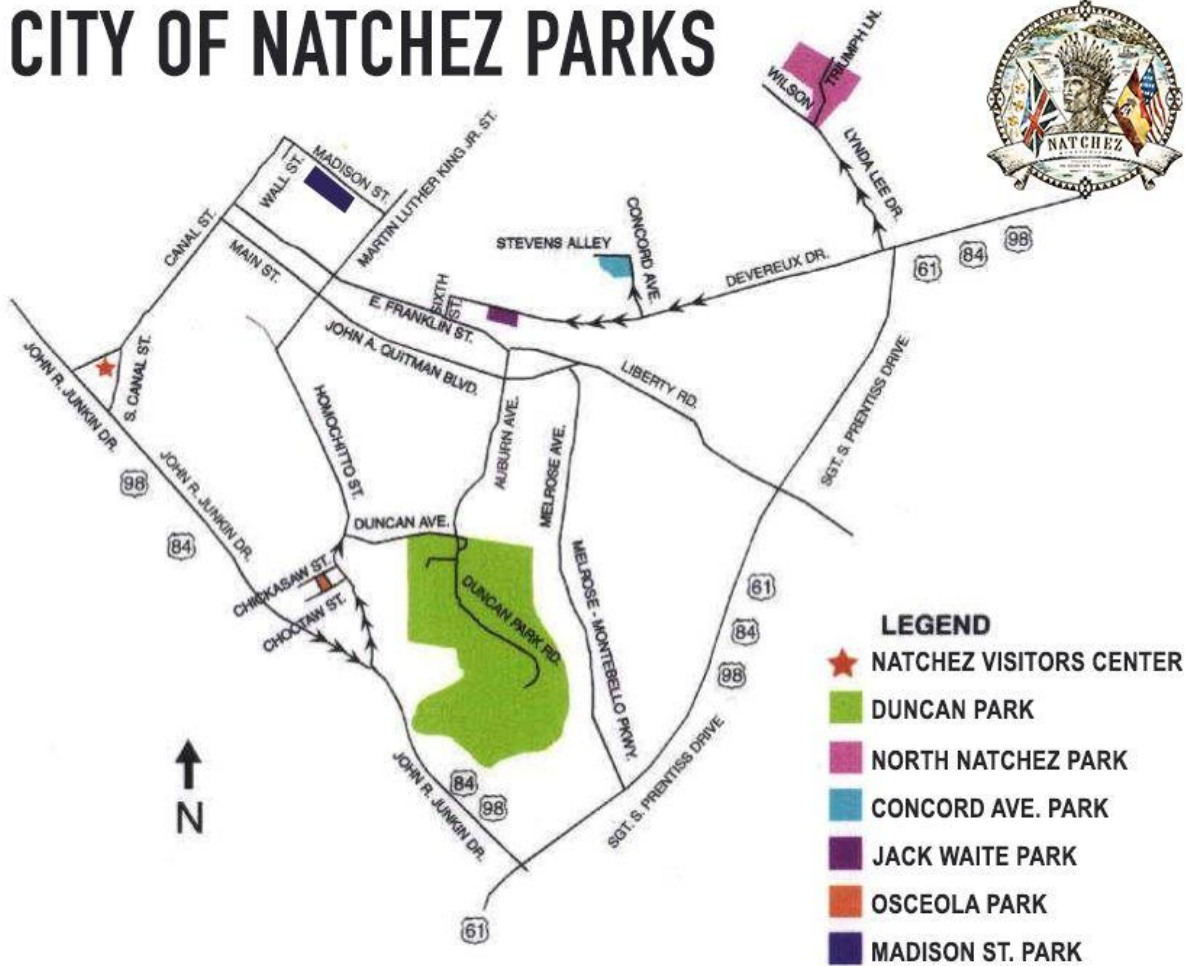 CITY OF NATCHEZ PARKS
NATCHEZ
WILSON
TRIUMPH LN.
LYNDA LEE DR.
MADISON ST.
WALL ST.
MARTIN LUTHER KING JR. ST.
CANAL ST.
MAIN ST.
STEVENS ALLEY
CONCORD AVE.
DEVEREUX DR.
61
84
98
SIXTH
ST.
E. FRANKLIN ST.
JOHN A. QUITMAN BLVD.
LIBERTY RD.
S. CANAL ST.
JOHN R. JUNKIN DR.
98
84
JOHN R. JUNKIN DR.
HOMOCHITTO ST.
AUBURN AVE.
MELROSE AVE.
SGT. S. PRENTISS DRIVE
DUNCAN AVE.
CHICKASAW ST.
CHOCTAW ST.
DUNCAN PARK RD.
MELROSE - MONTEBELLO PKWY.
61
84
98
SGT. S. PRENTISS DRIVE
JOHN R. JUNKIN DR.
84
98
61
N
LEGEND
NATCHEZ VISITORS CENTER
DUNCAN PARK
NORTH NATCHEZ PARK
CONCORD AVE. PARK
JACK WAITE PARK
OSCEOLA PARK
MADISON ST. PARK